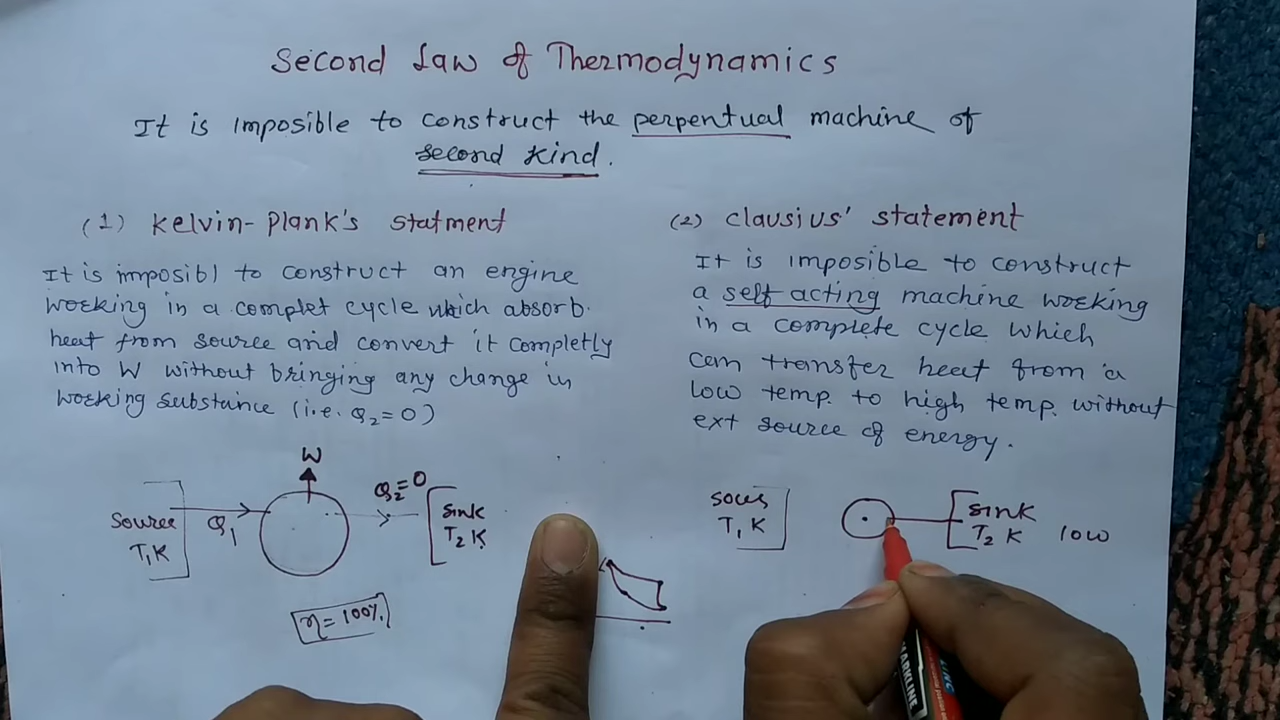 Second Law of Thermodynamics
It is imposible to construct the perpentual machine of
second kind.
(1) Kelvin-Plank's statment
It is imposibl to construct an engine
working in a complet cycle which absorb.
heat from source and convert it completly
into W without bringing any change in
working substance (i.e. Q2=0)
W
Q2=0
Source
T1K
Q1
Sink
T2 K
η=100%
(2) Clausius' statement
It is imposible to construct
a self acting machine working
in a complete cycle which
can transfer heat from a
low temp. to high temp. without
ext source of energy.
T1 K
Sink
T2 K low
MARKLINE